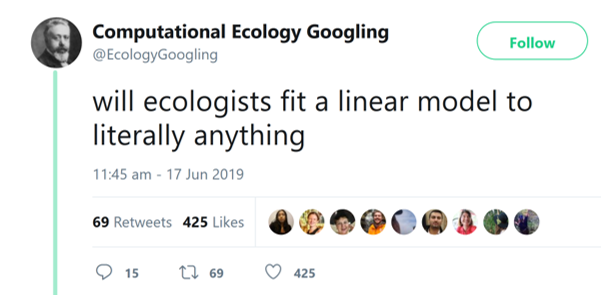 Computational Ecology Googling
@EcologyGoogling
Follow
will ecologists fit a linear model to
literally anything
11:45 am - 17 Jun 2019
69 Retweets 425 Likes
15 69 425